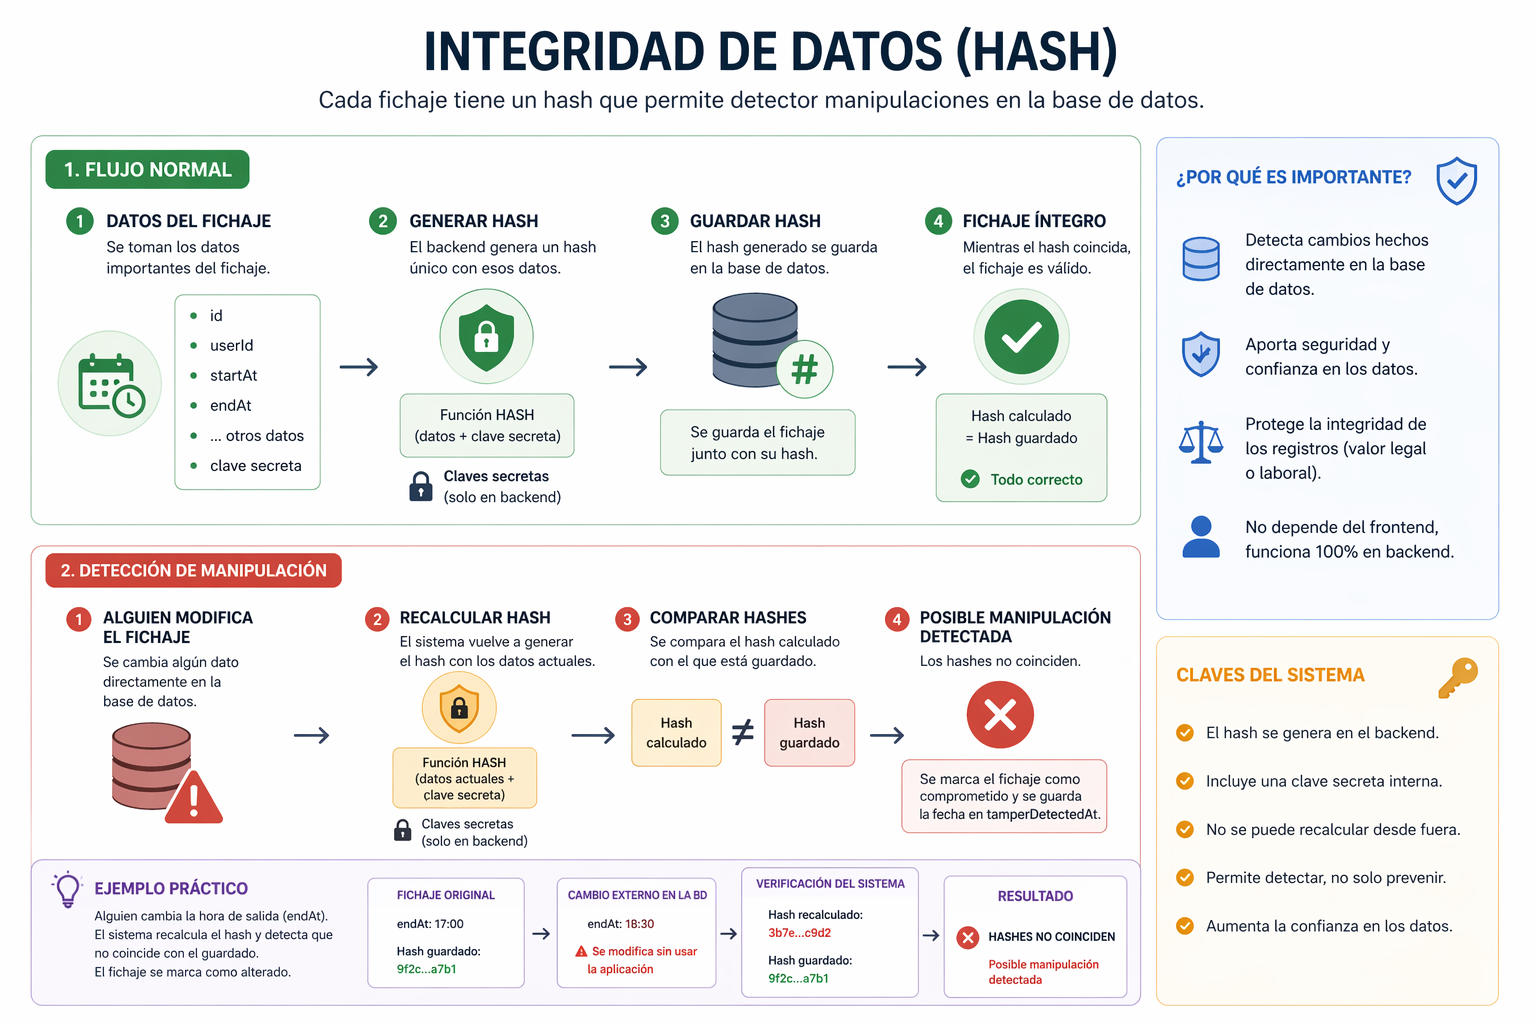 INTEGRIDAD DE DATOS (HASH)
Cada fichaje tiene un hash que permite detector manipulaciones en la base de datos.
1. FLUJO NORMAL
1 DATOS DEL FICHAJE
Se toman los datos
importantes del fichaje.
• id
• userId
• startAt
• endAt
• ... otros datos
• clave secreta
2 GENERAR HASH
El backend genera un hash
único con esos datos.
Función HASH
(datos + clave secreta)
Claves secretas
(solo en backend)
3 GUARDAR HASH
El hash generado se guarda
en la base de datos.
#
Se guarda el fichaje
junto con su hash.
4 FICHAJE ÍNTEGRO
Mientras el hash coincida,
el fichaje es válido.
Hash calculado
= Hash guardado
Todo correcto
2. DETECCIÓN DE MANIPULACIÓN
1 ALGUIEN MODIFICA
EL FICHAJE
Se cambia algún dato
directamente en la
base de datos.
2 RECALCULAR HASH
El sistema vuelve a generar
el hash con los datos actuales.
Función HASH
(datos actuales +
clave secreta)
Claves secretas
(solo en backend)
3 COMPARAR HASHES
Se compara el hash calculado
con el que está guardado.
Hash
calculado
≠
Hash
guardado
4 POSIBLE MANIPULACIÓN
DETECTADA
Los hashes no coinciden.
Se marca el fichaje como
comprometido y se guarda
la fecha en tamperDetectedAt.
EJEMPLO PRÁCTICO
Alguien cambia la hora de salida (endAt).
El sistema recalcula el hash y detecta que
no coincide con el guardado.
El fichaje se marca como alterado.
FICHAJE ORIGINAL
endAt: 17:00
Hash guardado:
9f2c...a7b1
CAMBIO EXTERNO EN LA BD
endAt: 18:30
Se modifica sin usar
la aplicación
VERIFICACIÓN DEL SISTEMA
Hash recalculado:
3b7e...c9d2
Hash guardado:
9f2c...a7b1
RESULTADO
HASHES NO COINCIDEN
Posible manipulación
detectada
¿POR QUÉ ES IMPORTANTE?
Detecta cambios hechos
directamente en la base
de datos.
Aporta seguridad y
confianza en los datos.
Protege la integridad de
los registros (valor legal
o laboral).
No depende del frontend,
funciona 100% en backend.
CLAVES DEL SISTEMA
El hash se genera en el backend.
Incluye una clave secreta interna.
No se puede recalcular desde fuera.
Permite detectar, no solo prevenir.
Aumenta la confianza en los datos.